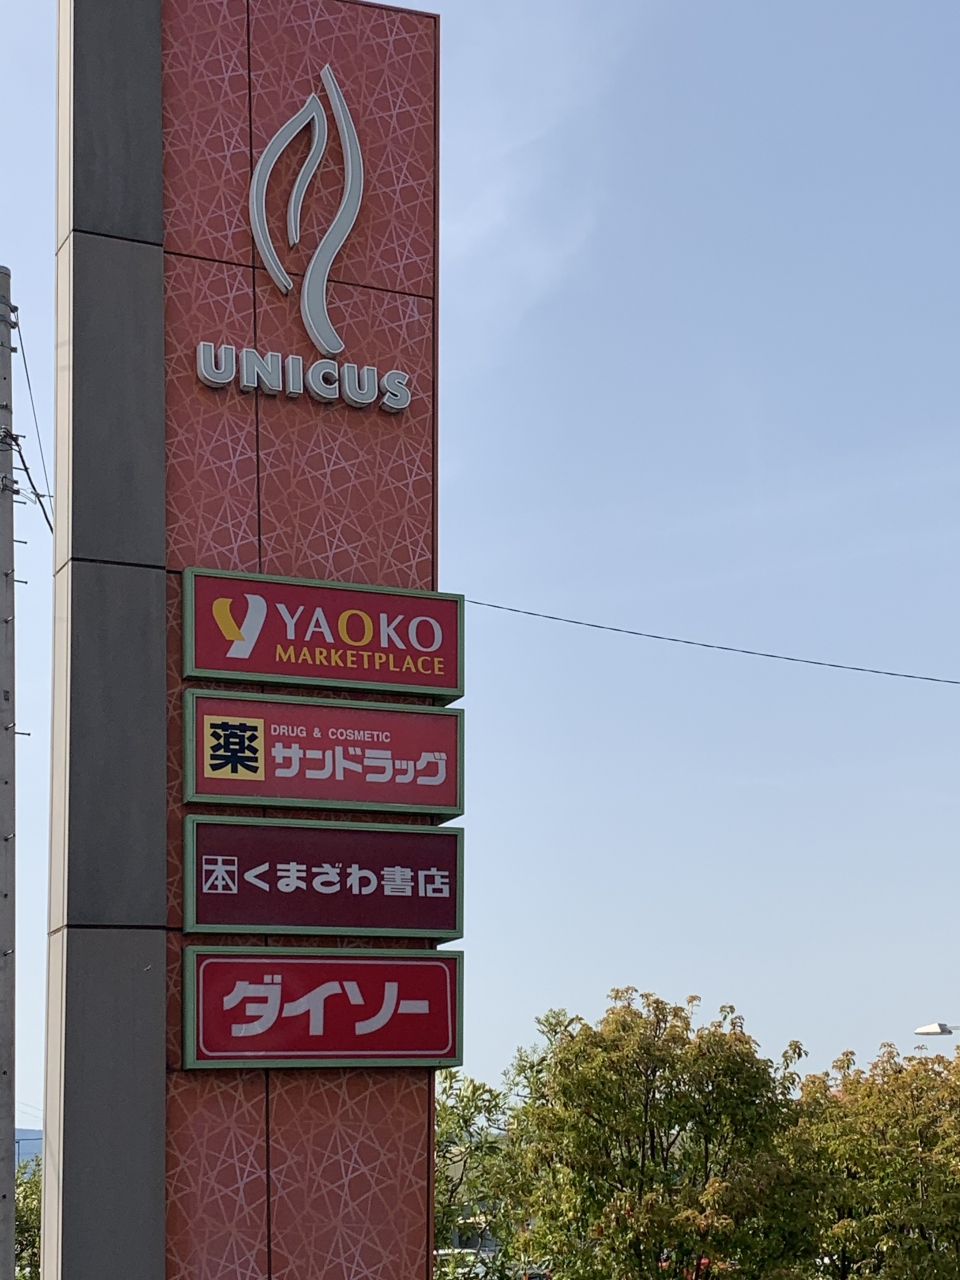 UNICUS
YAOKO
MARKETPLACE
薬
DRUG & COSMETIC
サンドラッグ
本 くまざわ書店
ダイソー